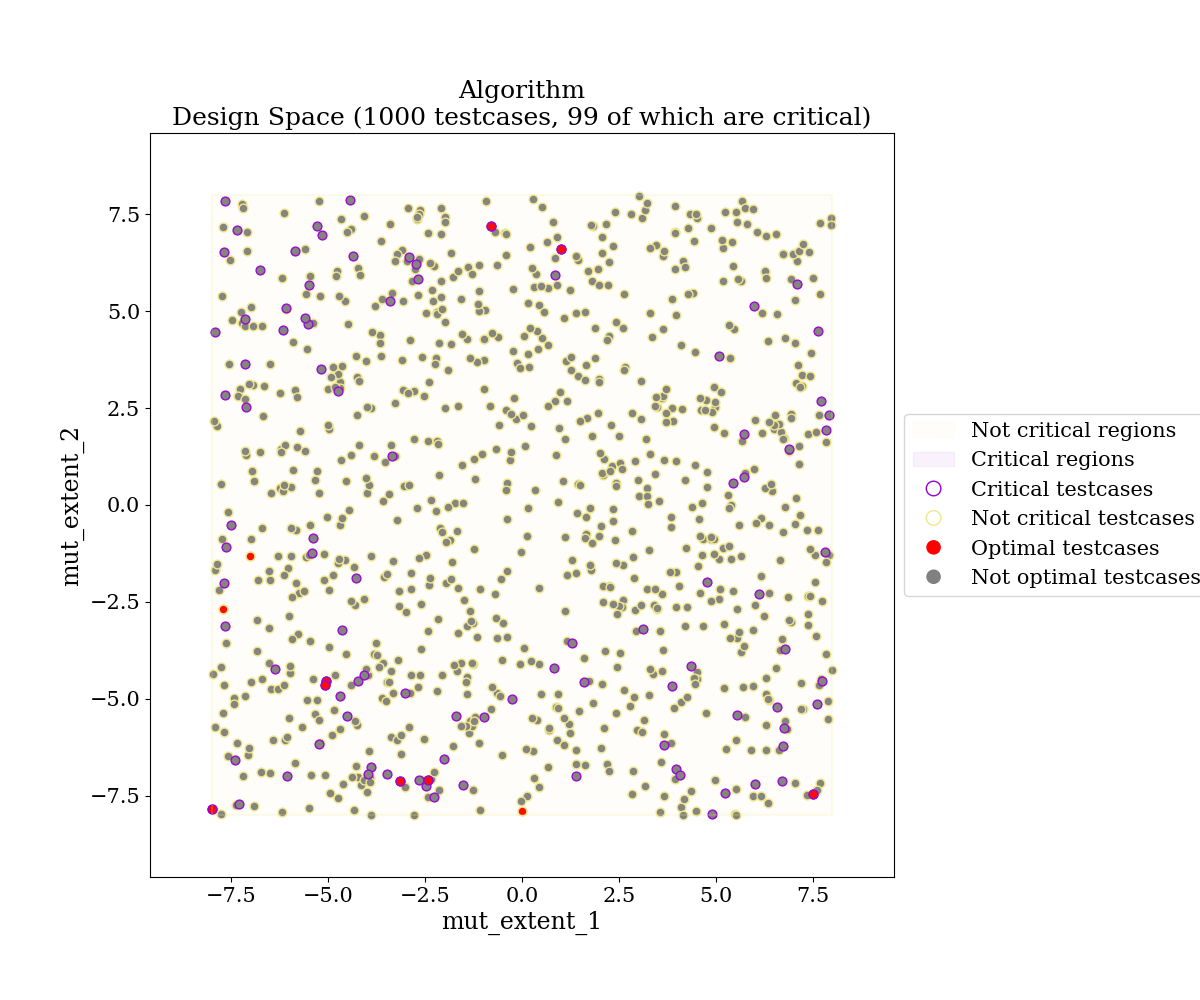 Algorithm
Design Space (1000 testcases, 99 of which are critical)
mut_extent_2
7.5
5.0
2.5
0.0
−2.5
−5.0
−7.5
−7.5 −5.0 −2.5 0.0 2.5 5.0 7.5
mut_extent_1
Not critical regions
Critical regions
Critical testcases
Not critical testcases
Optimal testcases
Not optimal testcases